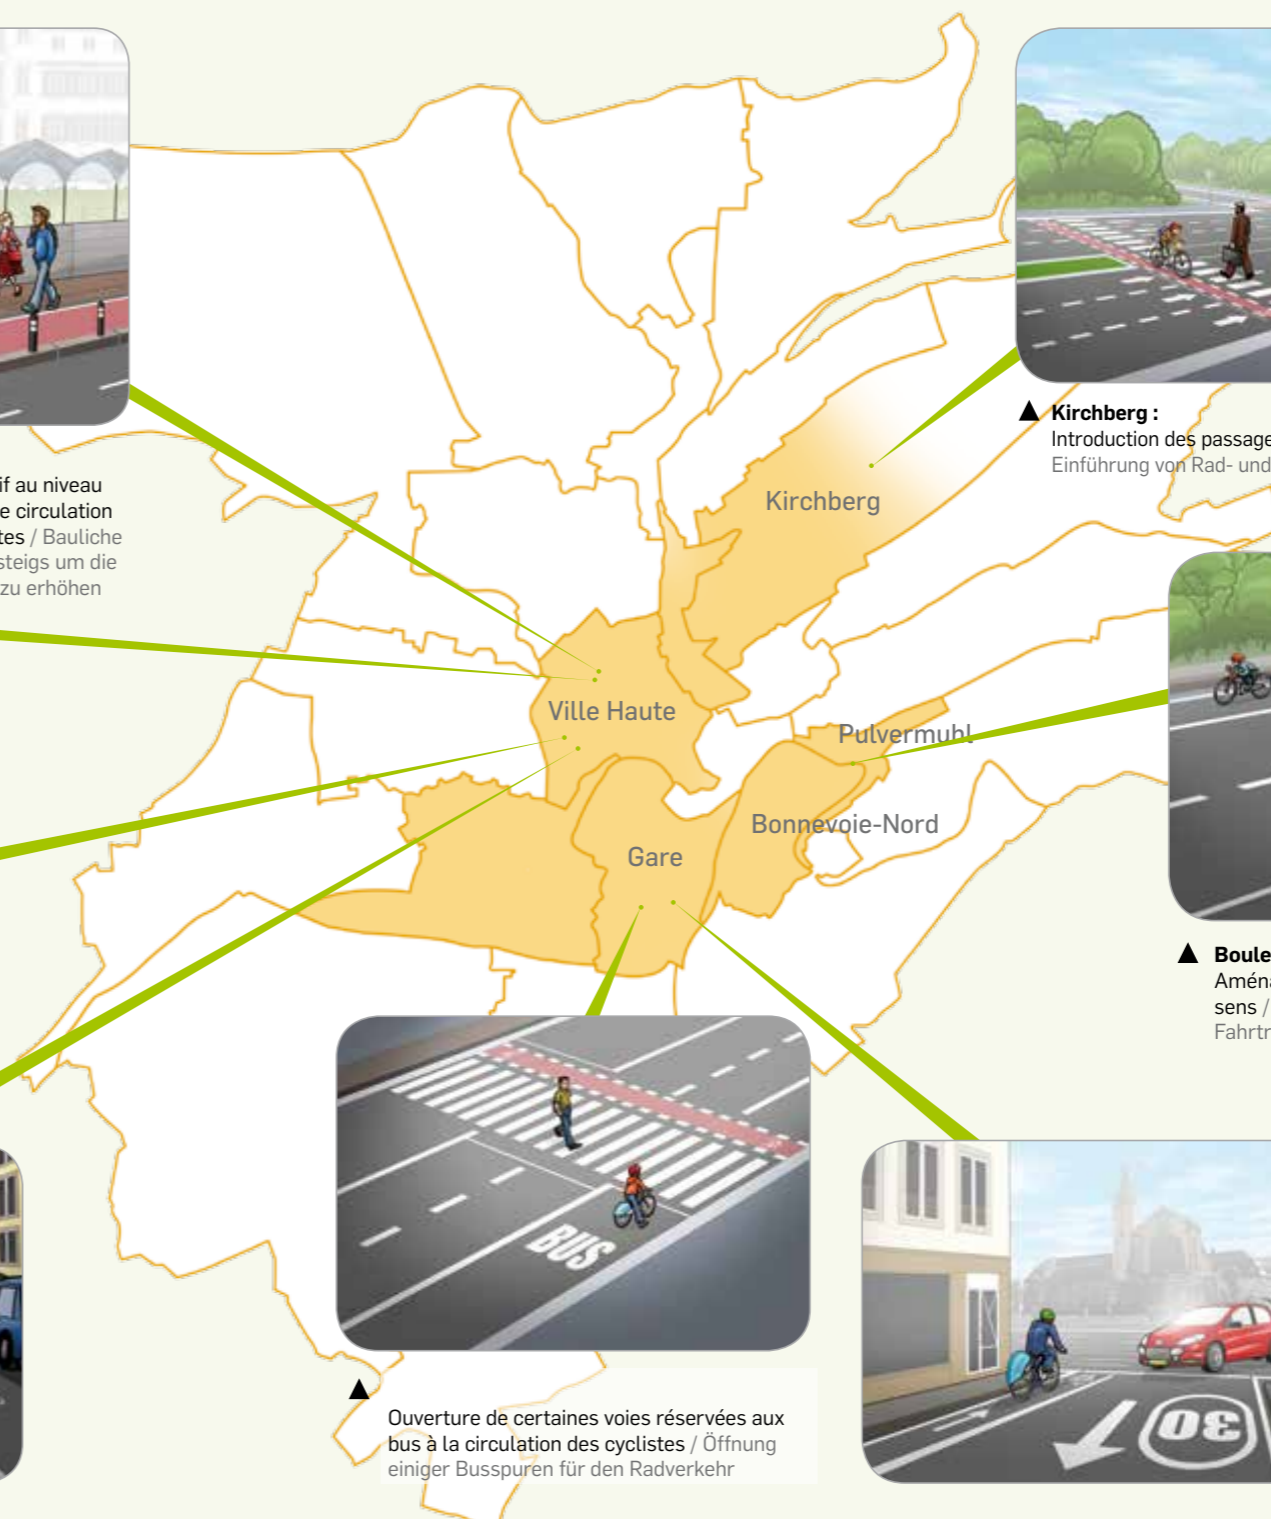 Kirchberg :
Introduction des passage
Einführung von Rad- und
if au niveau
e circulation
tes / Bauliche
steigs um die
zu erhöhen
Kirchberg
Ville Haute
Pulvermuhl
Bonnevoie-Nord
Gare
Boule
Aména
sens /
Fahrtr
BUS
30
Ouverture de certaines voies réservées aux
bus à la circulation des cyclistes / Öffnung
einiger Busspuren für den Radverkehr